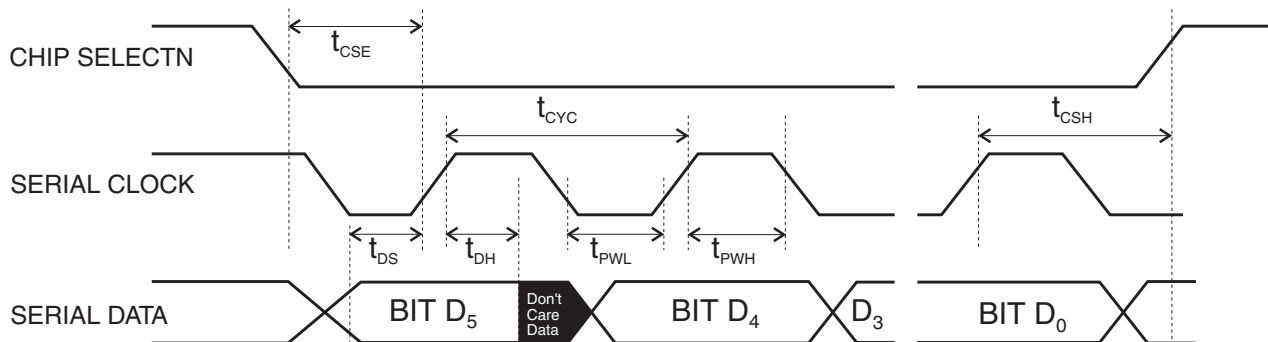 CHIP SELECTN
t_CSE
t_CYC
t_CSH
SERIAL CLOCK
t_DS
t_DH
t_PWL
t_PWH
SERIAL DATA
BIT D_5
Don't
Care
Data
BIT D_4
D_3
BIT D_0